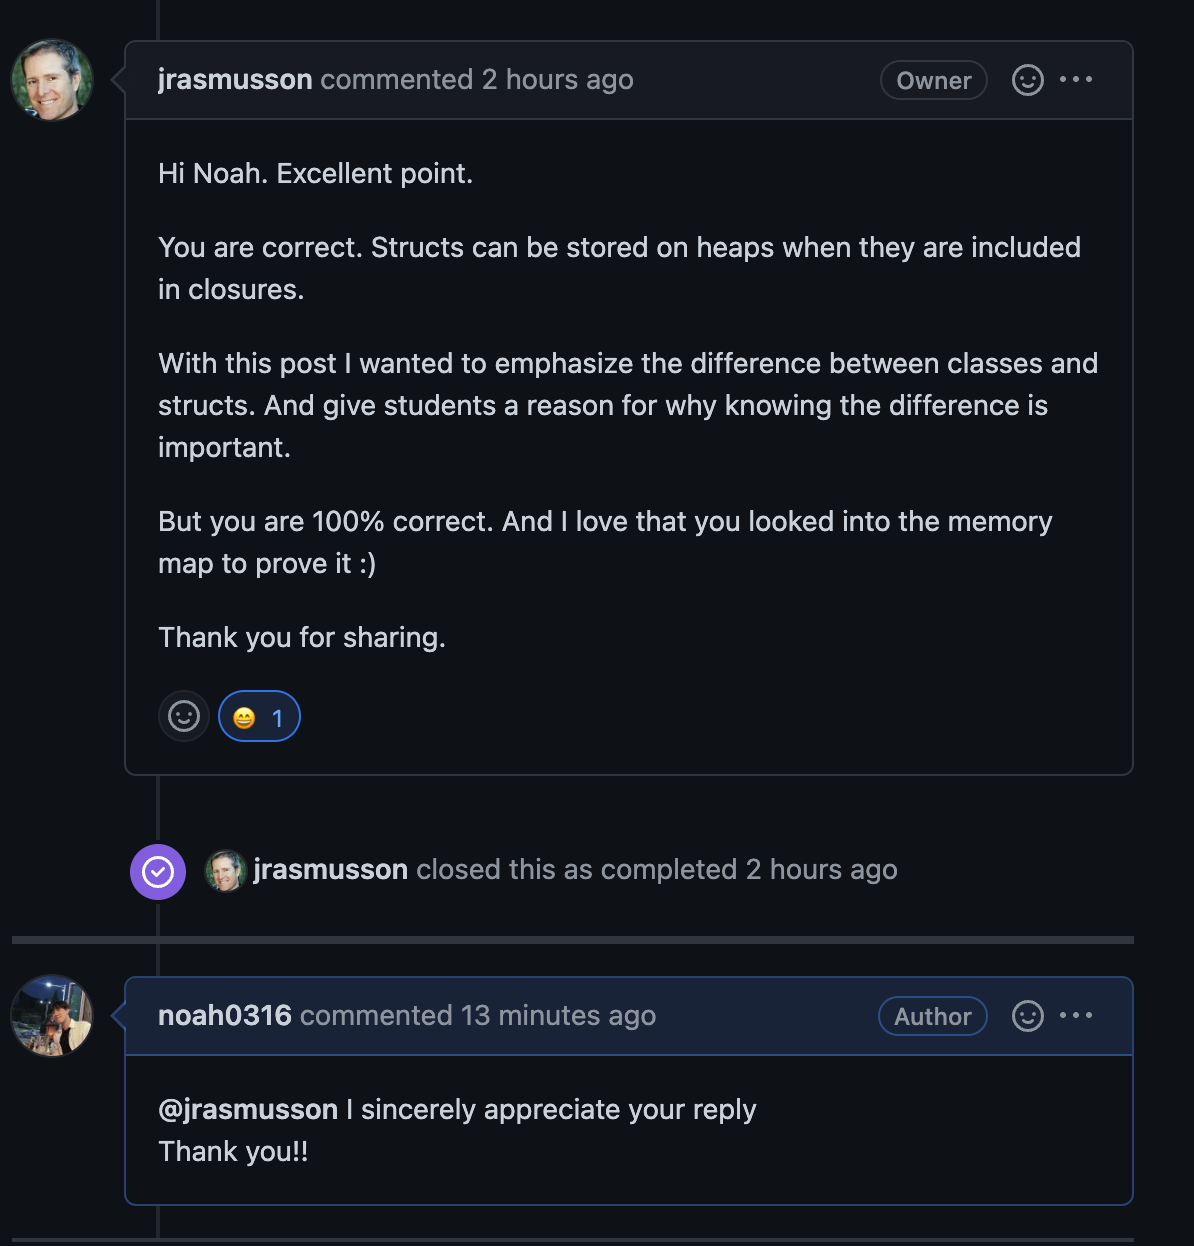 jrasmusson commented 2 hours ago Owner
Hi Noah. Excellent point.
You are correct. Structs can be stored on heaps when they are included
in closures.
With this post I wanted to emphasize the difference between classes and
structs. And give students a reason for why knowing the difference is
important.
But you are 100% correct. And I love that you looked into the memory
map to prove it :)
Thank you for sharing.
😄 1
jrasmusson closed this as completed 2 hours ago
noah0316 commented 13 minutes ago Author
@jrasmusson I sincerely appreciate your reply
Thank you!!